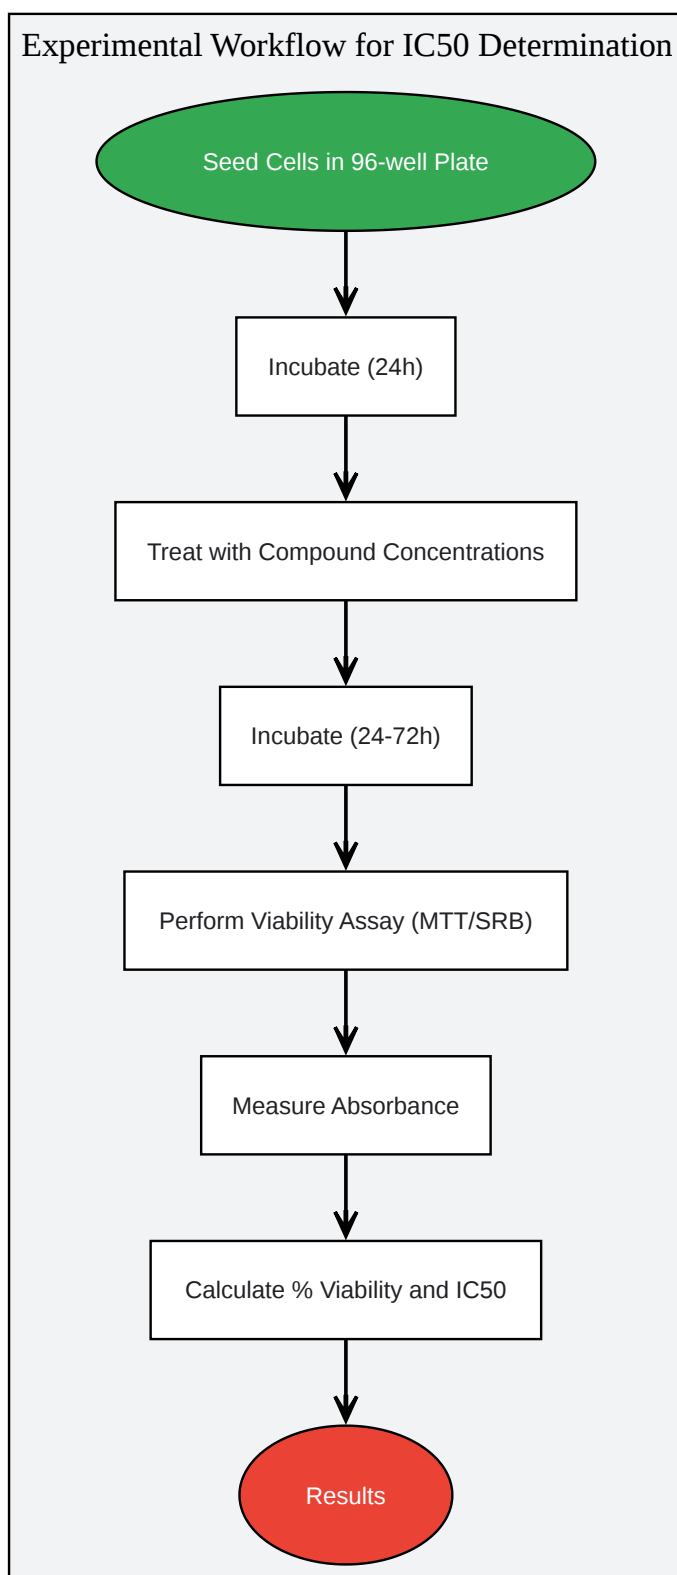 Experimental Workflow for IC50 Determination
Seed Cells in 96-well Plate
Incubate (24h)
Treat with Compound Concentrations
Incubate (24-72h)
Perform Viability Assay (MTT/SRB)
Measure Absorbance
Calculate % Viability and IC50
Results